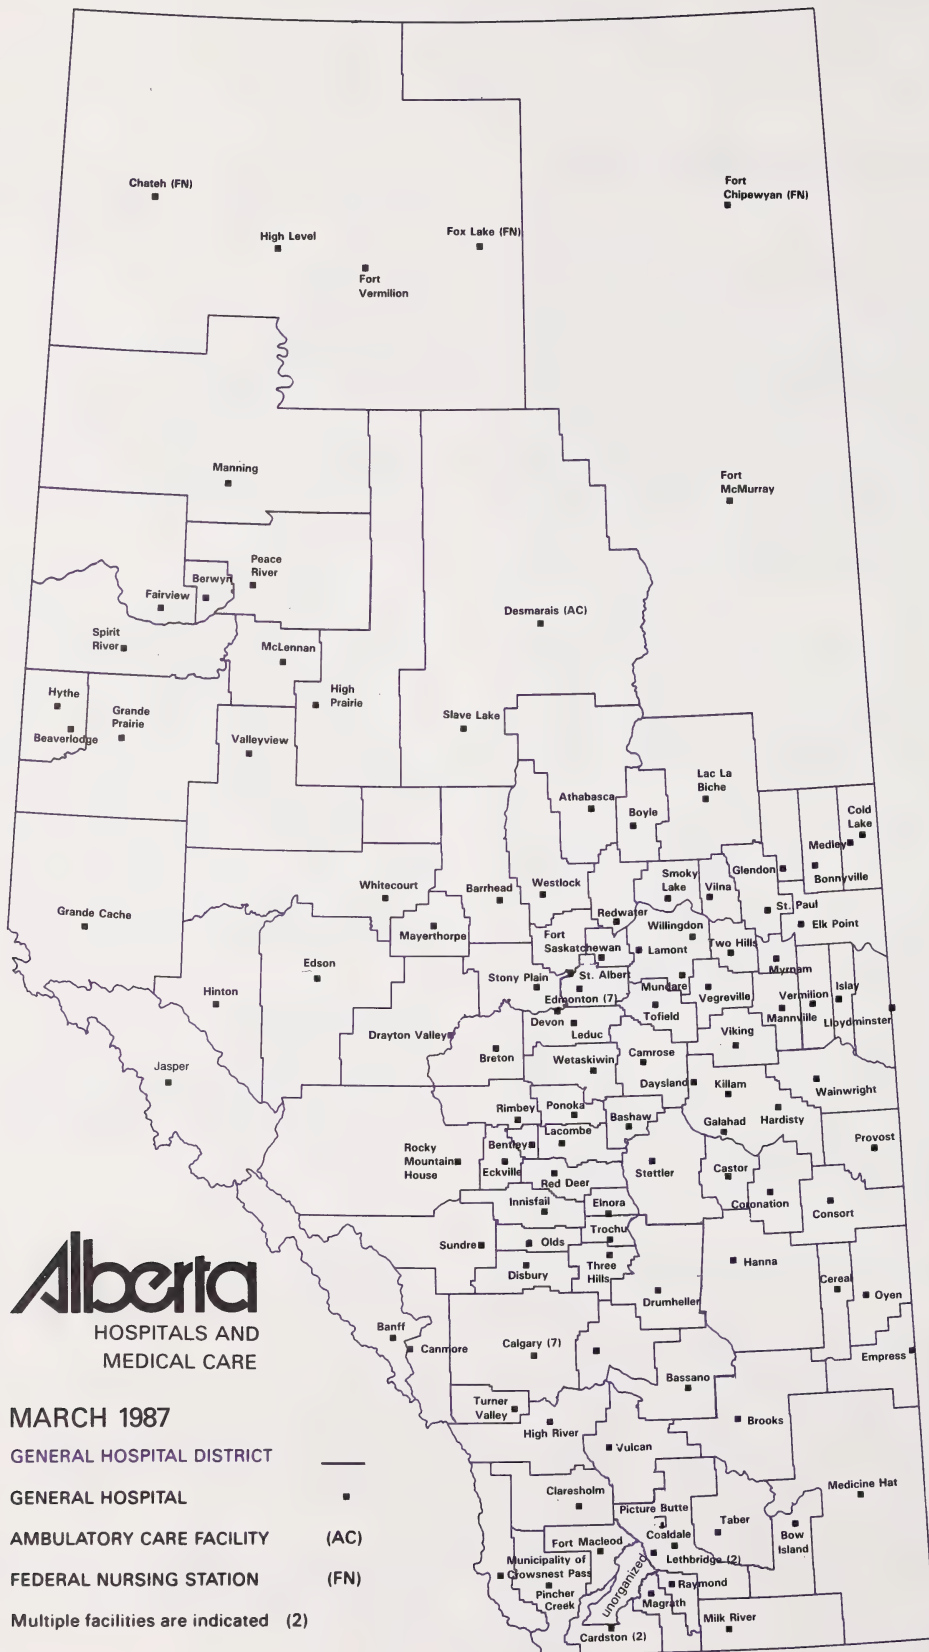 Chateh (FN)
Fort
Chipewyan (FN)
High Level
Fox Lake (FN)
Fort
Vermilion
Manning
Fort
McMurray
Peace
River
Berwyn
Fairview
Desmarais (AC)
Spirit
River
McLennan
Hythe
High
Prairie
Grande
Prairie
Beaverlodge
Slave Lake
Valleyview
Lac La
Biche
Athabasca
Boyle
Cold
Lake
Medley
Glendon
Bonnyville
Smoky
Lake
Vilna
Whitecourt
Barrhead
Westlock
St. Paul
Grande Cache
Redwater
Elk Point
Mayerthorpe
Fort
Saskatchewan
Willingdon
Lamont
Two Hills
Edson
Myrnam
Stony Plain
St. Albert
Hinton
Edmonton (7)
Mundare
Vegreville
Vermilion
Islay
Devon
Tofield
Mannville
Lloydminster
Drayton Valley
Leduc
Viking
Breton
Wetaskiwin
Camrose
Jasper
Daysland
Killam
Wainwright
Rimbey
Ponoka
Bashaw
Galahad
Hardisty
Lacombe
Bentley
Provost
Rocky
Mountain
House
Eckville
Red Deer
Stettler
Castor
Coronation
Consort
Innisfail
Elnora
Trochu
Sundre
Olds
Disbury
Three
Hills
Hanna
Cereal
Oyen
Drumheller
Alberta
HOSPITALS AND
MEDICAL CARE
Banff
Canmore
Calgary (7)
Empress
Bassano
Turner
Valley
Brooks
High River
Vulcan
MARCH 1987
GENERAL HOSPITAL DISTRICT
GENERAL HOSPITAL
AMBULATORY CARE FACILITY (AC)
FEDERAL NURSING STATION (FN)
Multiple facilities are indicated (2)
Medicine Hat
Claresholm
Picture Butte
Taber
Bow
Island
Coaldale
Fort Macleod
Lethbridge (2)
Municipality of
Crowsnest Pass
Pincher
Creek
unorganized
Raymond
Magrath
Milk River
Cardston (2)